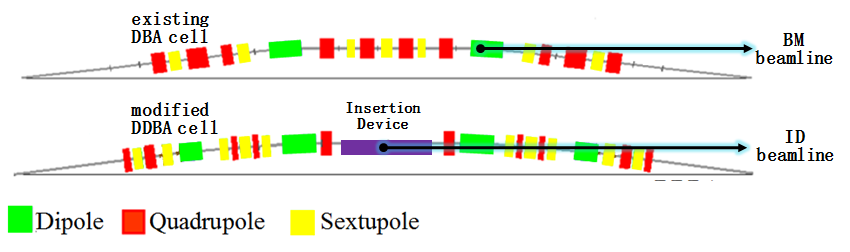 existing
DBA cell
BM
beamline
modified
DDBA cell
Insertion
Device
ID
beamline
Dipole
Quadrupole
Sextupole